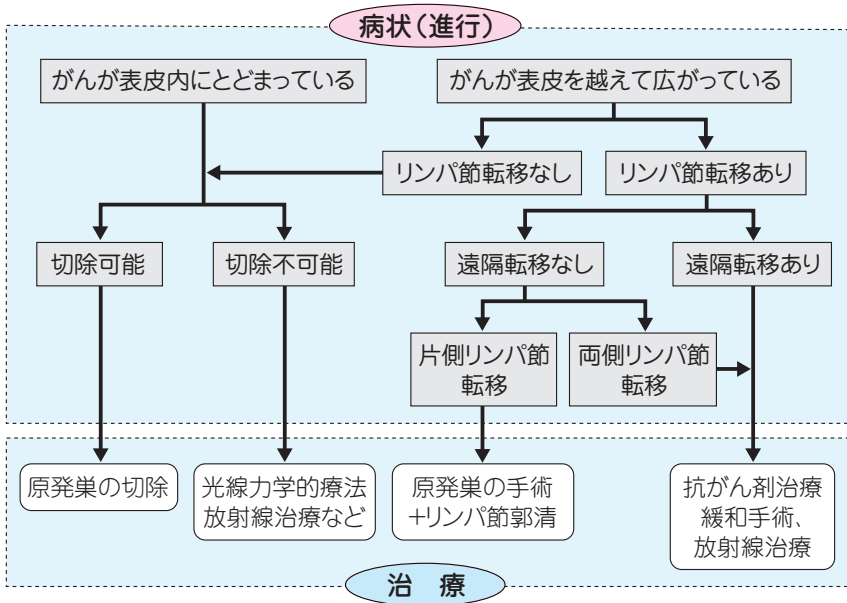 病状(進行)
がんが表皮内にとどまっている
がんが表皮を越えて広がっている
リンパ節転移なし
リンパ節転移あり
切除可能
切除不可能
遠隔転移なし
遠隔転移あり
片側リンパ節
転移
両側リンパ節
転移
原発巣の切除
光線力学的療法
放射線治療など
原発巣の手術
+リンパ節郭清
抗がん剤治療
緩和手術、
放射線治療
治 療